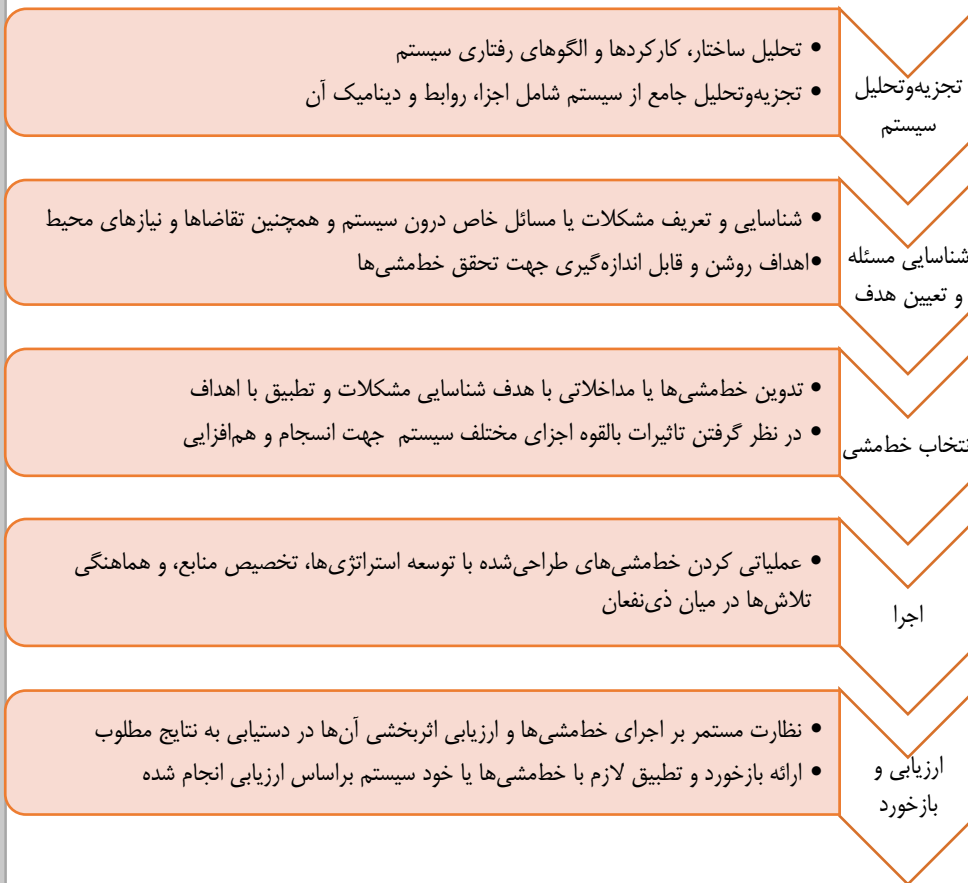 تجزیه‌وتحلیل
سیستم
• تحلیل ساختار، کارکردها و الگوهای رفتاری سیستم
• تجزیه‌وتحلیل جامع از سیستم شامل اجزا، روابط و دینامیک آن
شناسایی مسئله
و تعیین هدف
• شناسایی و تعریف مشکلات یا مسائل خاص درون سیستم و همچنین تقاضاها و نیازهای محیط
•اهداف روشن و قابل اندازه‌گیری جهت تحقق خط‌مشی‌ها
نتخاب خط‌مشی
• تدوین خط‌مشی‌ها یا مداخلاتی با هدف شناسایی مشکلات و تطبیق با اهداف
• در نظر گرفتن تاثیرات بالقوه اجزای مختلف سیستم جهت انسجام و هم‌افزایی
اجرا
• عملیاتی کردن خط‌مشی‌های طراحی‌شده با توسعه استراتژی‌ها، تخصیص منابع، و هماهنگی
تلاش‌ها در میان ذی‌نفعان
ارزیابی و
بازخورد
• نظارت مستمر بر اجرای خط‌مشی‌ها و ارزیابی اثربخشی آن‌ها در دستیابی به نتایج مطلوب
• ارائه بازخورد و تطبیق لازم با خط‌مشی‌ها یا خود سیستم براساس ارزیابی انجام شده